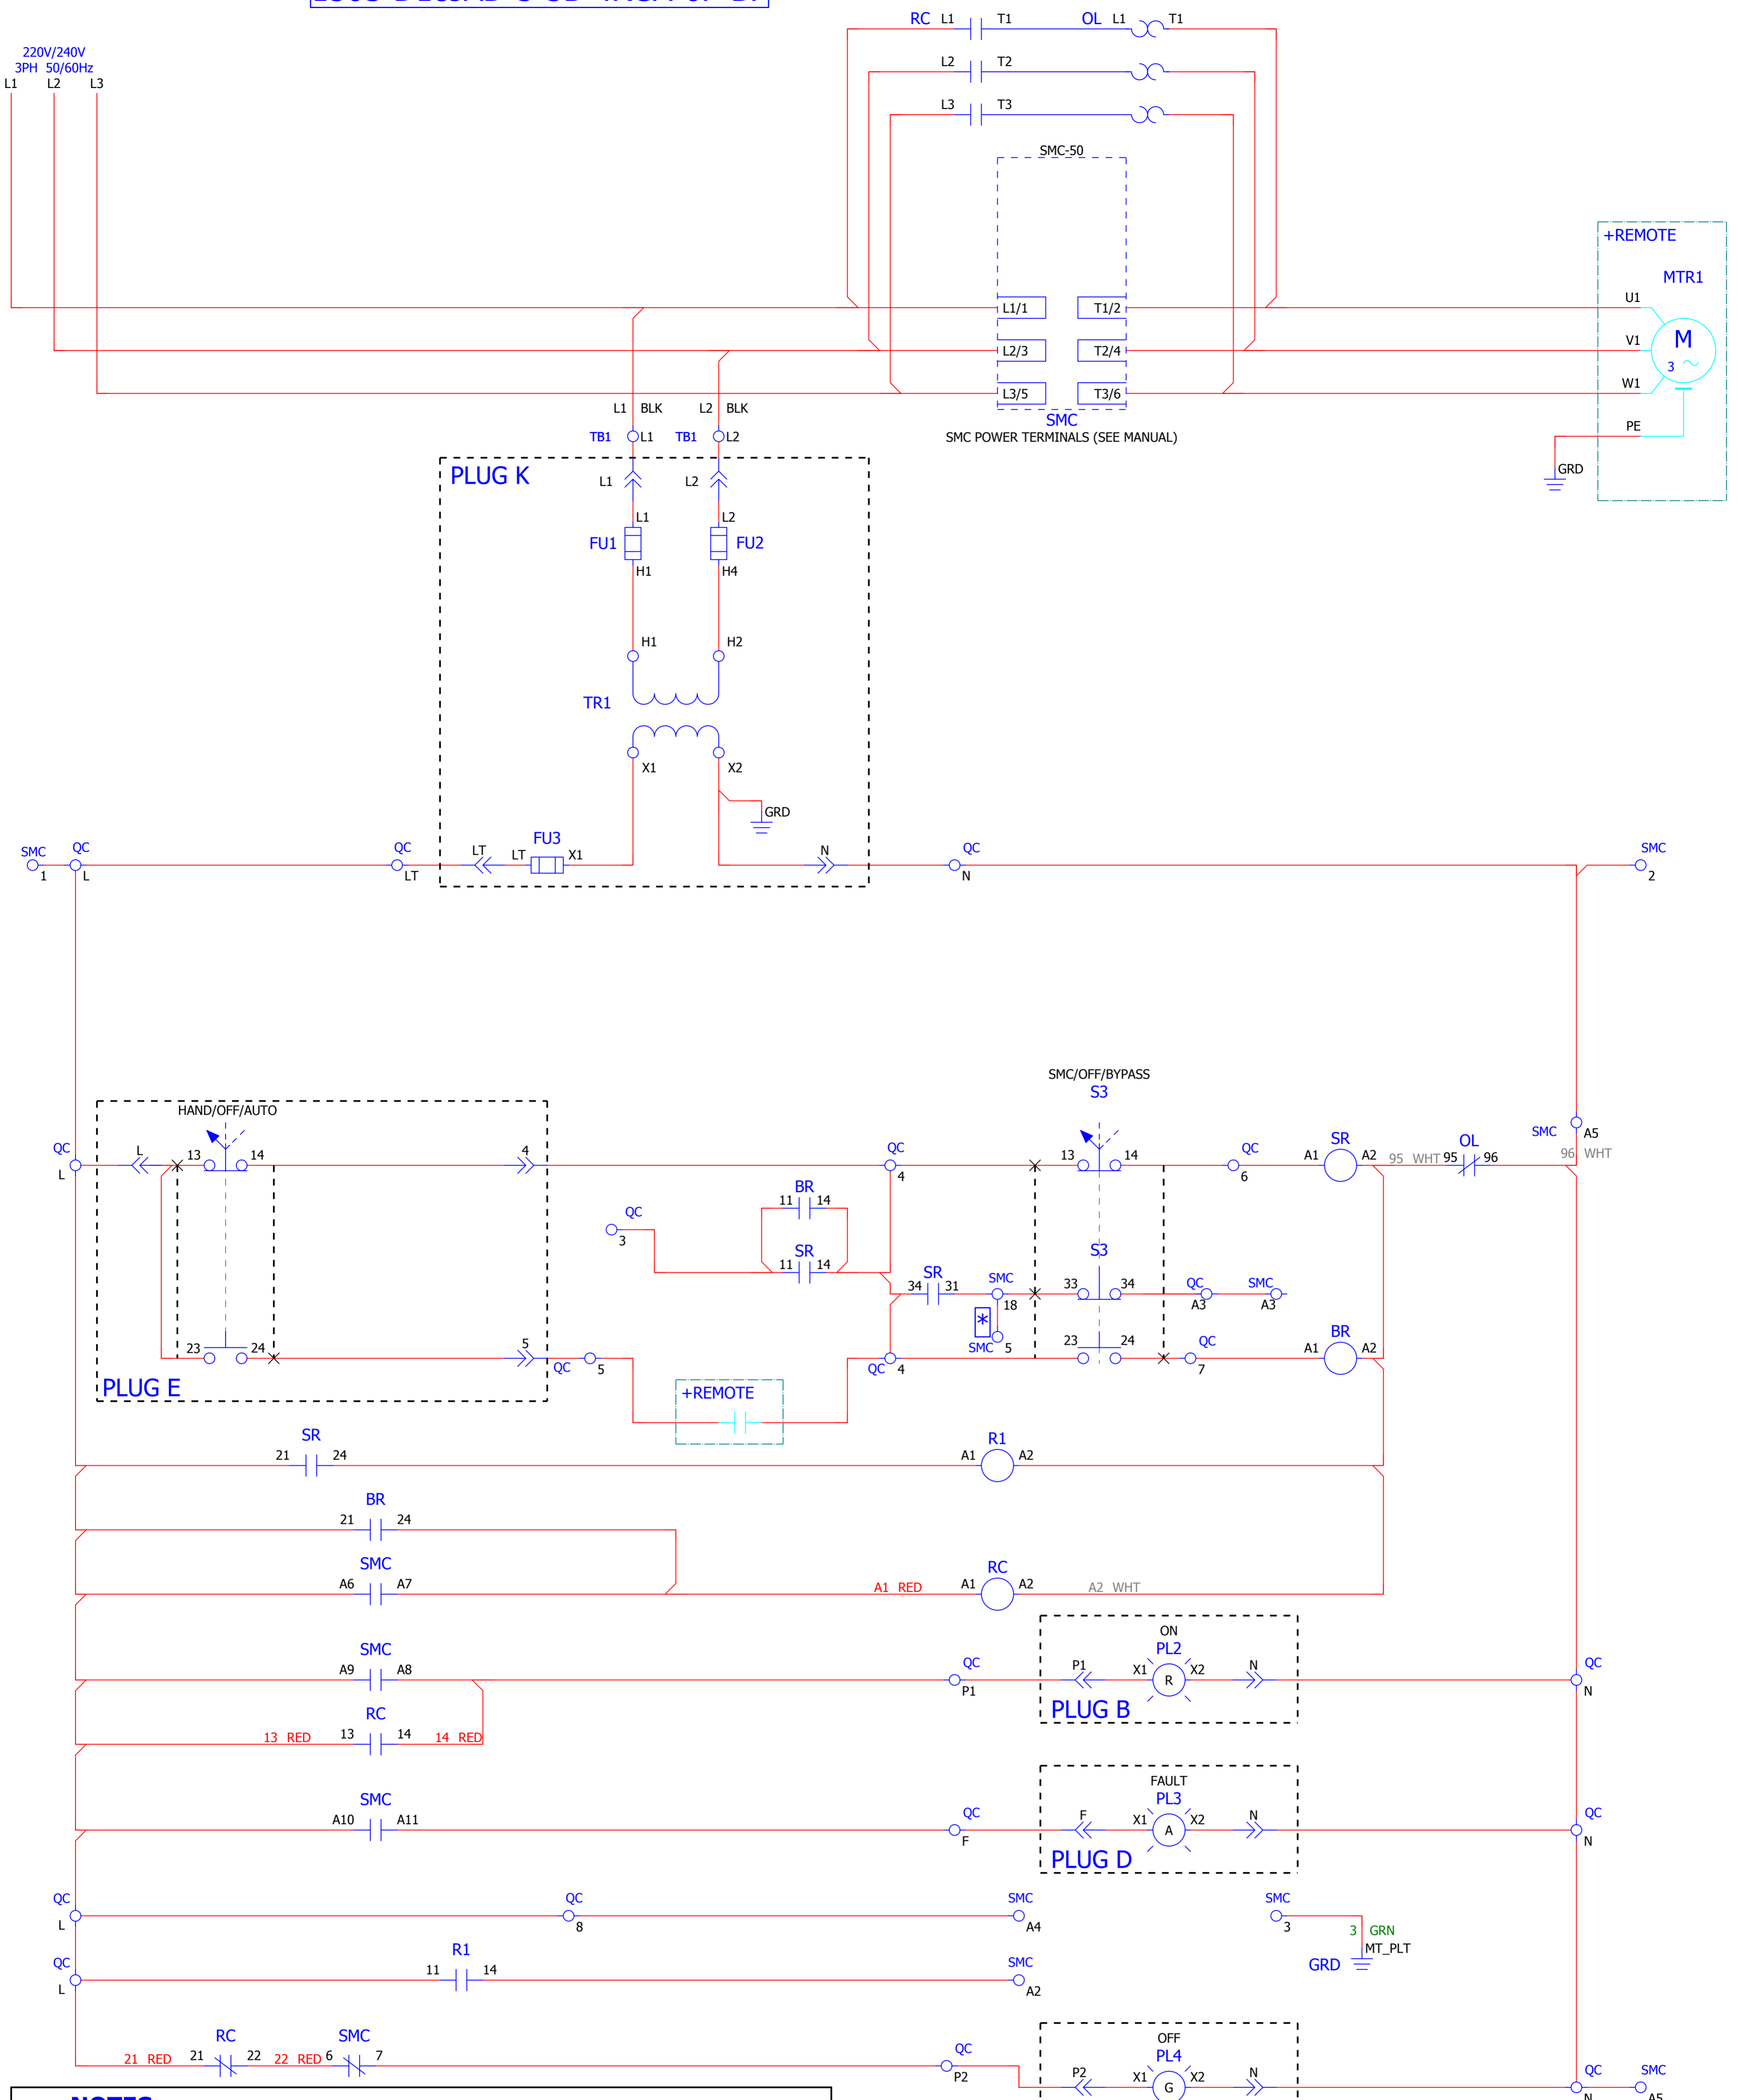 220V/240V
3PH 50/60Hz
L1 L2 L3
RC L1 T1 OL L1 T1
L2 T2
L3 T3
SMC-50
+REMOTE
MTR1
L1/1 T1/2 U1
L2/3 T2/4 V1
M
3
L3/5 T3/6 W1
SMC
SMC POWER TERMINALS (SEE MANUAL)
PE
GRD
L1 BLK L2 BLK
TB1 L1 TB1 L2
PLUG K
L1 L2
L1 L2
FU1 FU2
H1 H4
H1 H2
TR1
X1 X2
GRD
SMC QC QC LT LT FU3 X1 N QC SMC
1 L LT N 2
SMC/OFF/BYPASS
S3
HAND/OFF/AUTO
QC L 13 14 4 QC 13 14 QC SR SMC A5
L 4 6 A1 A2 95 WHT 95 OL 96 96 WHT
BR
11 14
QC
3
SR
11 14
S3
SR
34 31 SMC 33 34 QC SMC
18 A3 A3
*
SMC 5
23 24 5 QC 5 QC 4 23 24 QC 7 A1 BR A2
PLUG E
+REMOTE
SR
21 24 A1 R1 A2
BR
21 24
SMC
A6 A7 A1 RED A1 RC A2 A2 WHT
ON
SMC PL2
A9 A8 QC P1 P1 X1 R X2 N QC N
PLUG B
RC
13 RED 13 14 14 RED
FAULT
SMC PL3
A10 A11 QC F F X1 A X2 N QC N
PLUG D
QC QC SMC SMC
L 8 A4 3
3 GRN
MT_PLT
GRD
QC R1 SMC
L 11 14 A2
OFF
RC SMC PL4
21 RED 21 22 22 RED 6 7 QC P2 P2 X1 G X2 N QC SMC
N A5